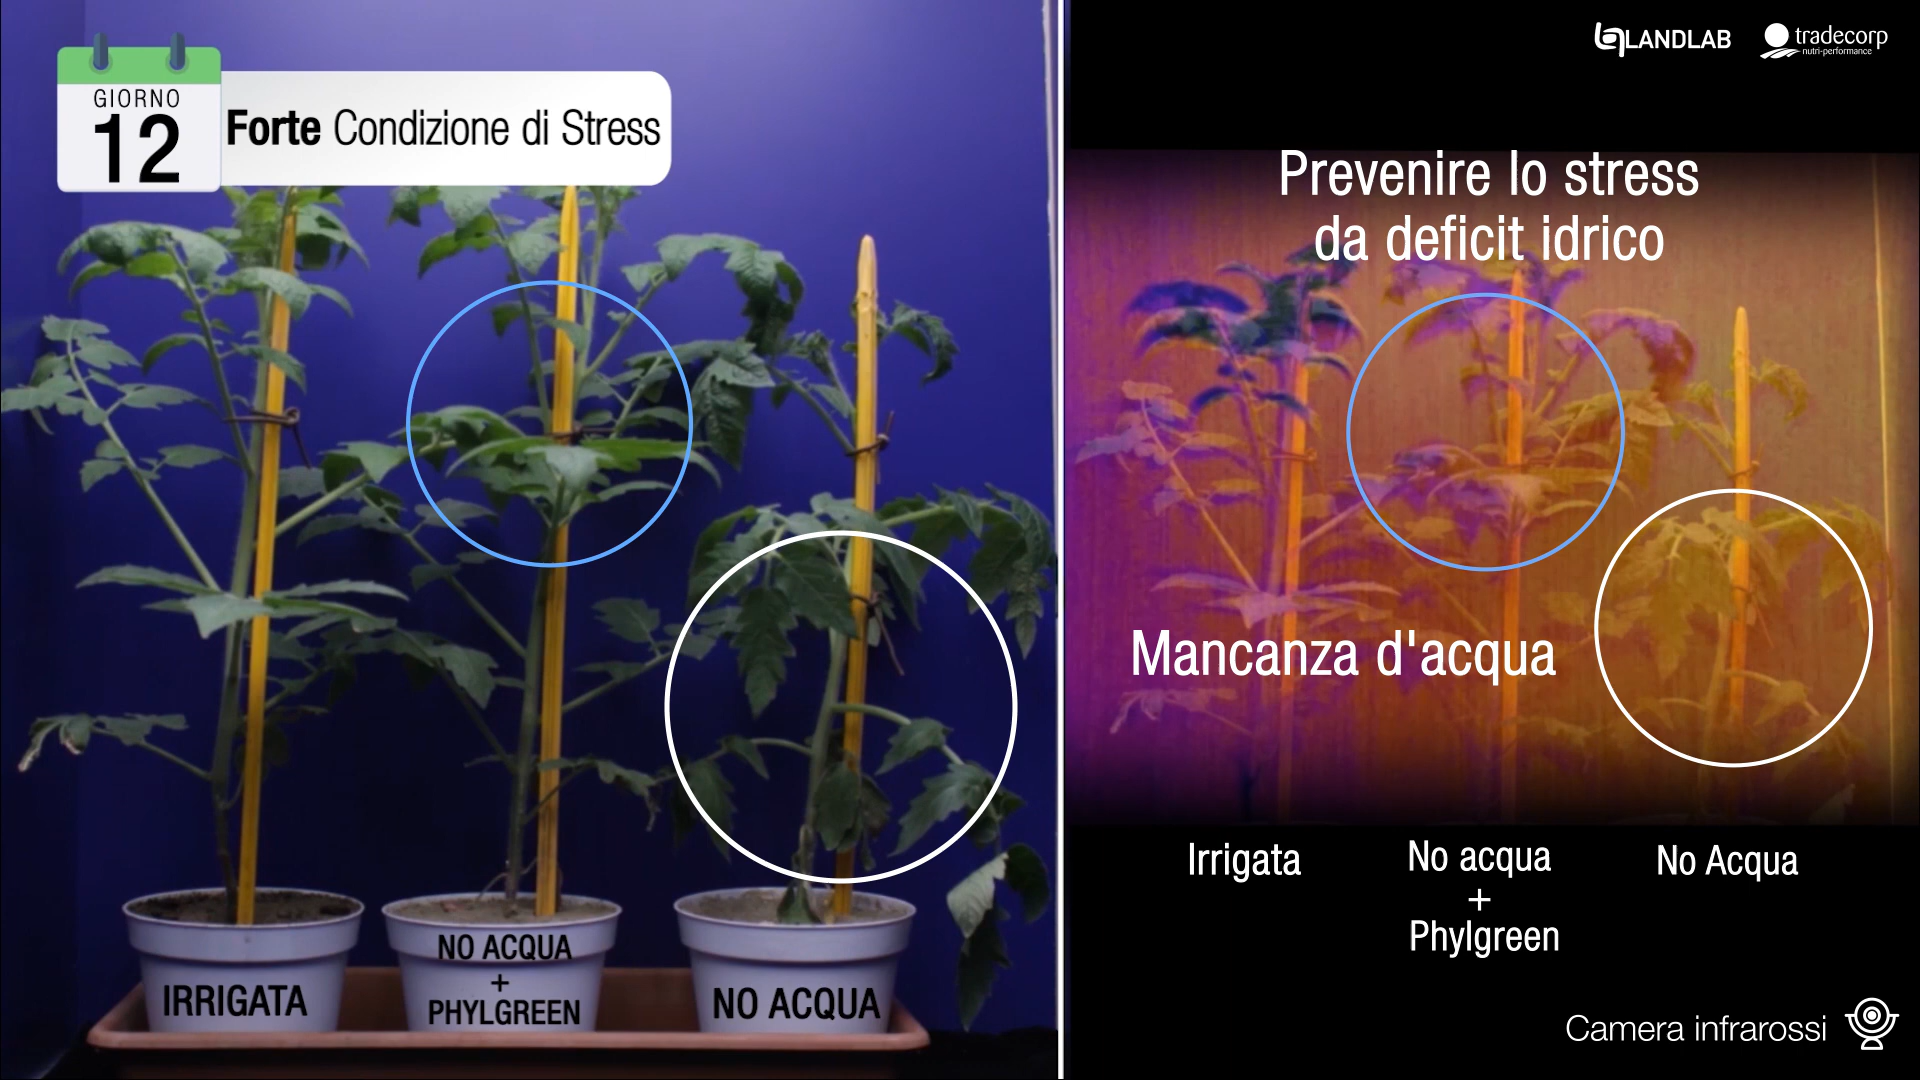 GIORNO
12
Forte Condizione di Stress
IRRIGATA
NO ACQUA
+
PHYLGREEN
NO ACQUA
LANDLAB
tradecorp
nutri-performance
Prevenire lo stress
da deficit idrico
Mancanza d'acqua
Irrigata
No acqua
+
Phylgreen
No Acqua
Camera infrarossi